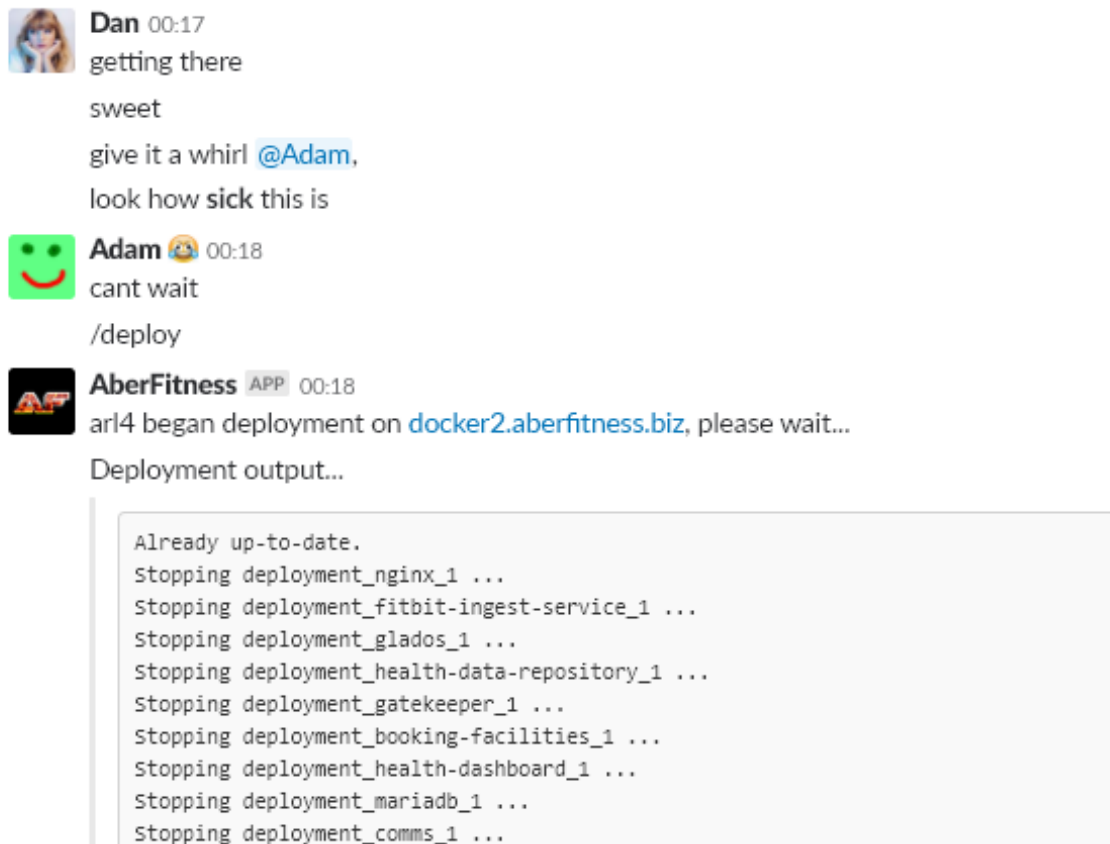 Dan 00:17
getting there
sweet
give it a whirl @Adam,
look how sick this is
Adam 😂 00:18
cant wait
/deploy
AF
AberFitness APP 00:18
arl4 began deployment on docker2.aberfitness.biz, please wait...
Deployment output...
Already up-to-date.
Stopping deployment_nginx_1 ...
Stopping deployment_fitbit-ingest-service_1 ...
Stopping deployment_glados_1 ...
Stopping deployment_health-data-repository_1 ...
Stopping deployment_gatekeeper_1 ...
Stopping deployment_booking-facilities_1 ...
Stopping deployment_health-dashboard_1 ...
Stopping deployment_mariadb_1 ...
Stopping deployment_comms_1 ...